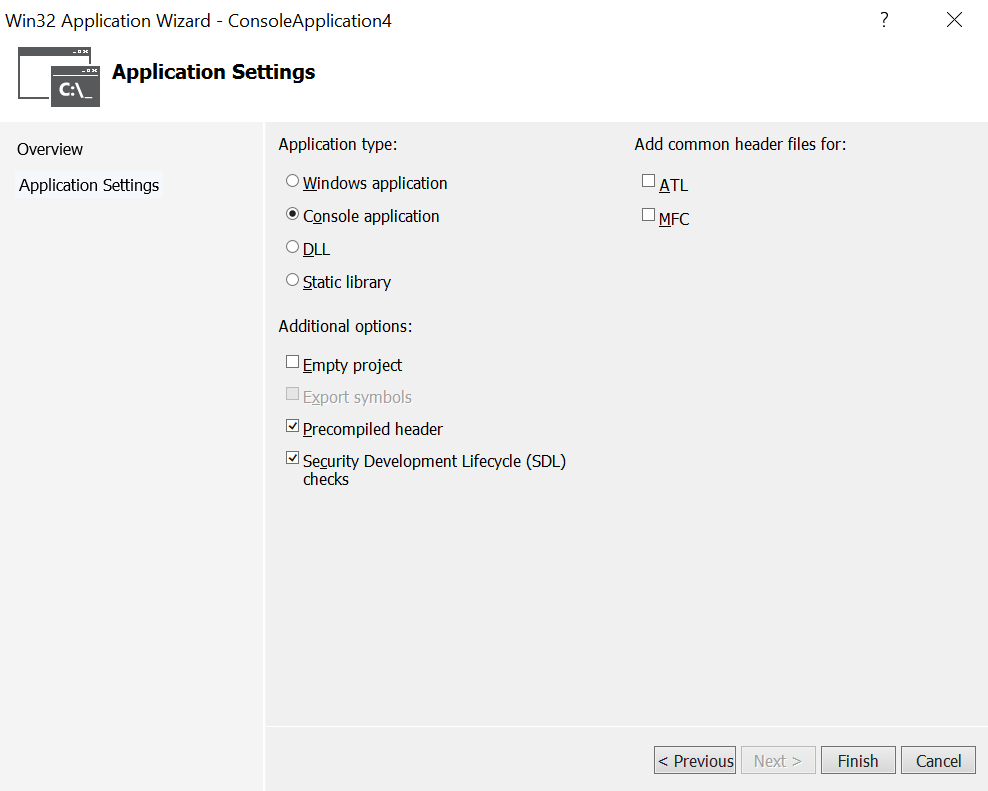 Win32 Application Wizard - ConsoleApplication4
?
C:\_
Application Settings
Overview
Application Settings
Application type:
Windows application
Console application
DLL
Static library
Additional options:
Empty project
Export symbols
Precompiled header
Security Development Lifecycle (SDL)
checks
Add common header files for:
ATL
MFC
< Previous
Next >
Finish
Cancel